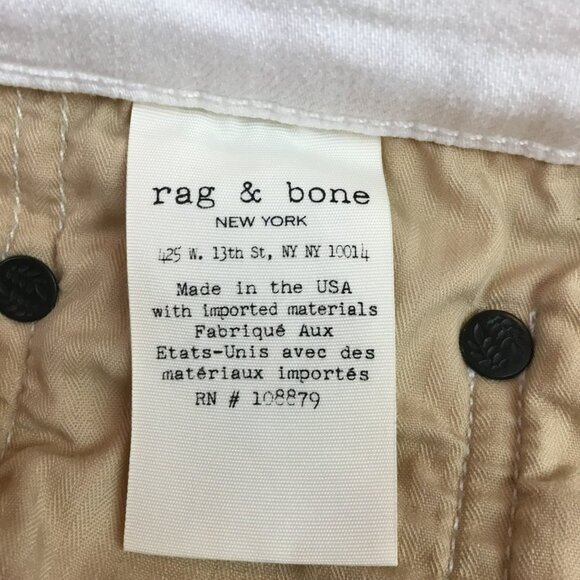 rag & bone
NEW YORK
425 W. 13th St, NY NY 10014
Made in the USA
with imported materials
Fabriqué Aux
Etats-Unis avec des
matériaux importés
RN # 108879